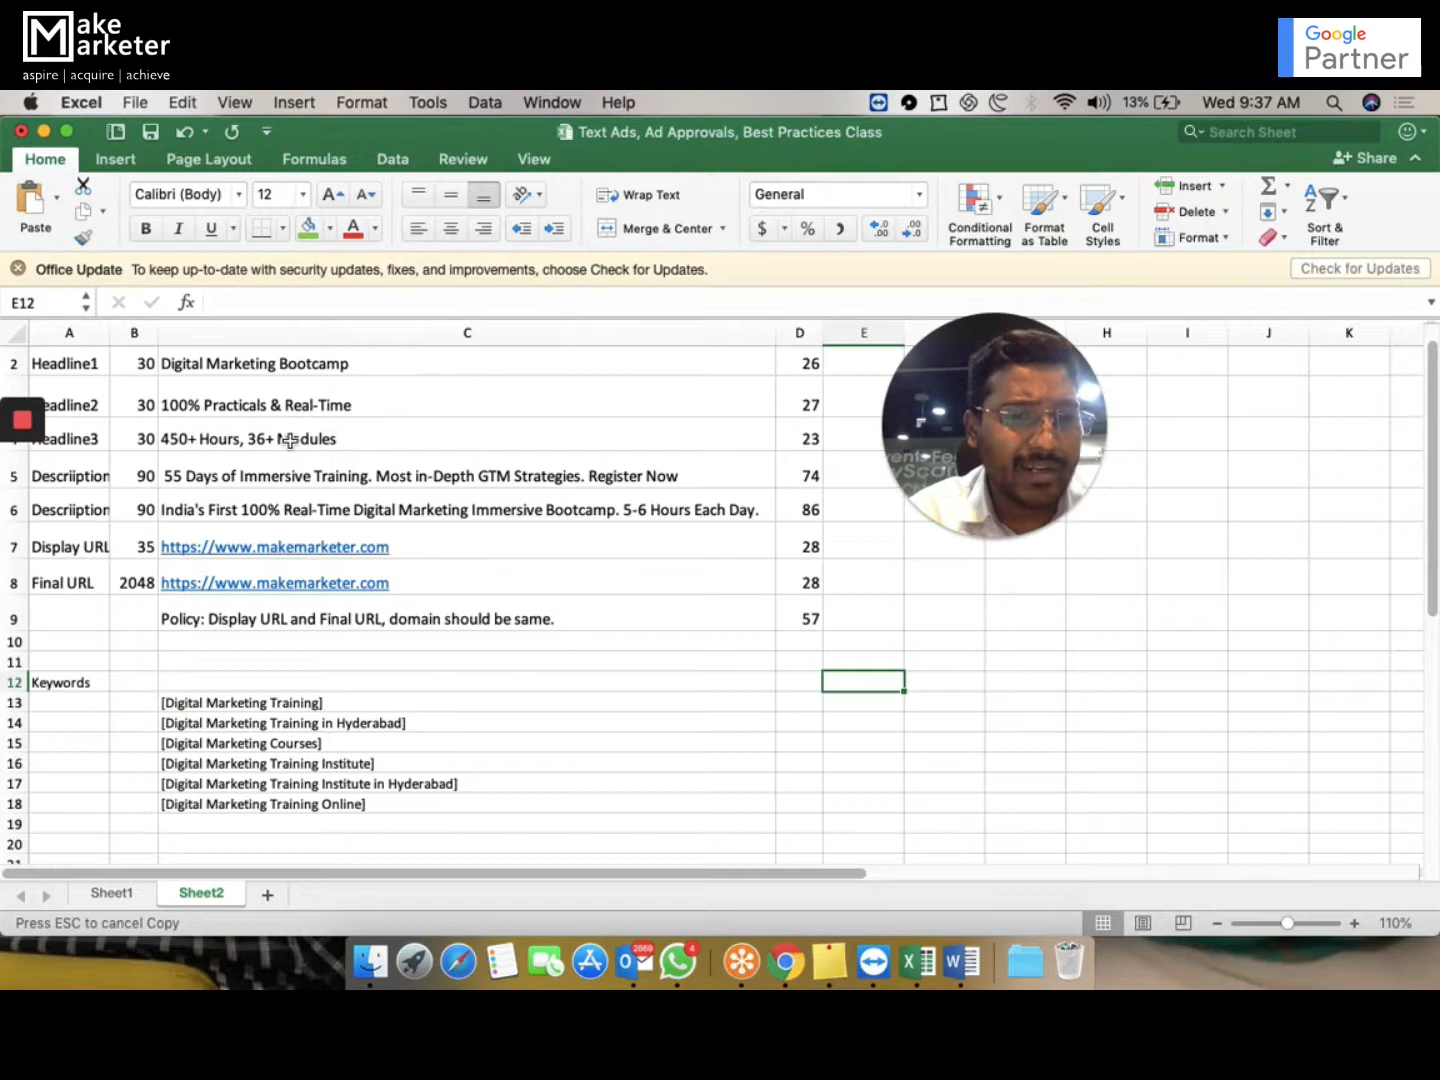 Make Marketer
aspire | acquire | achieve
Google
Partner
Excel File Edit View Insert Format Tools Data Window Help 13% Wed 9:37 AM
Text Ads, Ad Approvals, Best Practices Class
Search Sheet
Home Insert Page Layout Formulas Data Review View Share
Paste Calibri (Body) 12 Wrap Text General Insert
Merge & Center Conditional Formatting Format as Table Cell Styles Delete Format Sort & Filter
Office Update To keep up-to-date with security updates, fixes, and improvements, choose Check for Updates. Check for Updates
E12 fx
A B C D E H I J K
2 Headline1 30 Digital Marketing Bootcamp 26
eadline2 30 100% Practicals & Real-Time 27
eadline3 30 450+ Hours, 36+ Modules 23
5 Descriiption 90 55 Days of Immersive Training. Most in-Depth GTM Strategies. Register Now 74
6 Descriiption 90 India's First 100% Real-Time Digital Marketing Immersive Bootcamp. 5-6 Hours Each Day. 86
7 Display URL 35 https://www.makemarketer.com 28
8 Final URL 2048 https://www.makemarketer.com 28
9 Policy: Display URL and Final URL, domain should be same. 57
10
11
12 Keywords
13 [Digital Marketing Training]
14 [Digital Marketing Training in Hyderabad]
15 [Digital Marketing Courses]
16 [Digital Marketing Training Institute]
17 [Digital Marketing Training Institute in Hyderabad]
18 [Digital Marketing Training Online]
19
20
Sheet1 Sheet2
Press ESC to cancel Copy 110%
2669 4